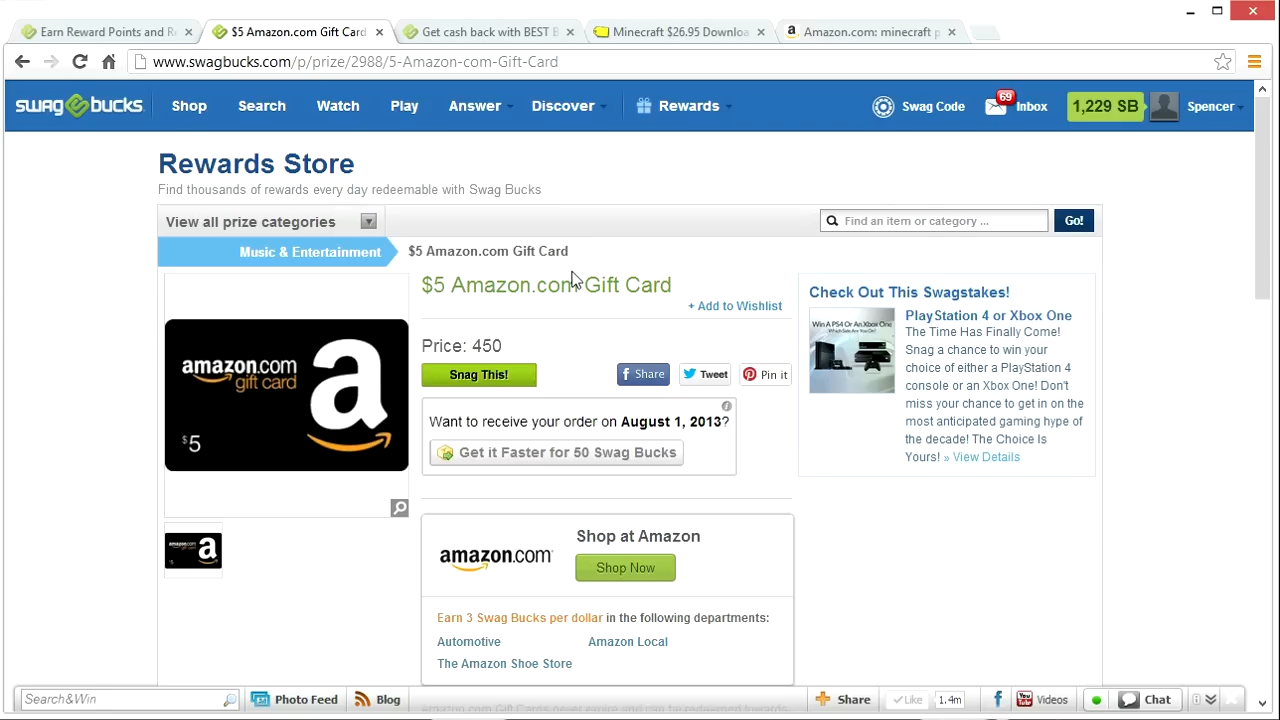 Earn Reward Points and R
$5 Amazon.com Gift Card
Get cash back with BEST B
Minecraft $26.95 Downloa
Amazon.com: minecraft p
www.swagbucks.com/p/prize/2988/5-Amazon-com-Gift-Card
swagbucks
Shop
Search
Watch
Play
Answer
Discover
Rewards
Swag Code
69
Inbox
1,229 SB
Spencer
Rewards Store
Find thousands of rewards every day redeemable with Swag Bucks
View all prize categories
Find an item or category ...
Go!
Music & Entertainment
$5 Amazon.com Gift Card
$5 Amazon.com Gift Card
+ Add to Wishlist
Price: 450
Snag This!
Share
Tweet
Pin it
Want to receive your order on August 1, 2013?
Get it Faster for 50 Swag Bucks
amazon.com
gift card
$5
Check Out This Swagstakes!
Win A PS4 Or An Xbox One
PlayStation 4 or Xbox One
The Time Has Finally Come!
Snag a chance to win your
choice of either a PlayStation
4 console or an Xbox One! Don't
miss your chance to get in on the
most anticipated gaming hype of
the decade! The Choice Is
Yours! » View Details
amazon.com
Shop at Amazon
Shop Now
Earn 3 Swag Bucks per dollar in the following departments:
Automotive
Amazon Local
The Amazon Shoe Store
Search&Win
Photo Feed
Blog
Share
Like
1.4m
You Tube
Videos
Chat